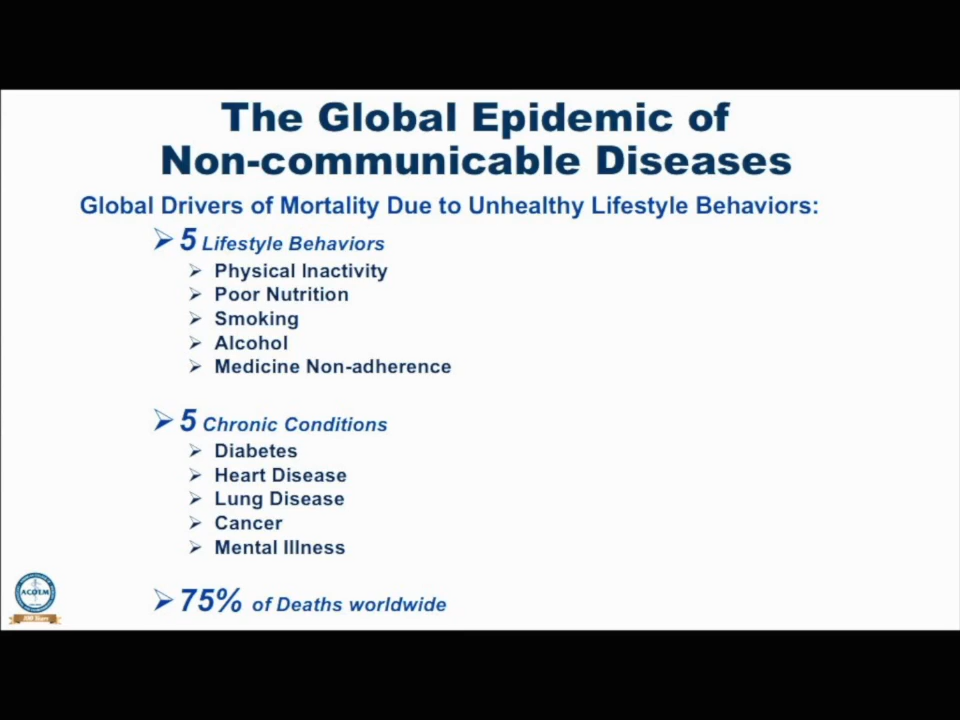 The Global Epidemic of
Non-communicable Diseases
Global Drivers of Mortality Due to Unhealthy Lifestyle Behaviors:
➢ 5 Lifestyle Behaviors
➢ Physical Inactivity
➢ Poor Nutrition
➢ Smoking
➢ Alcohol
➢ Medicine Non-adherence
➢ 5 Chronic Conditions
➢ Diabetes
➢ Heart Disease
➢ Lung Disease
➢ Cancer
➢ Mental Illness
➢ 75% of Deaths worldwide
ACOEM